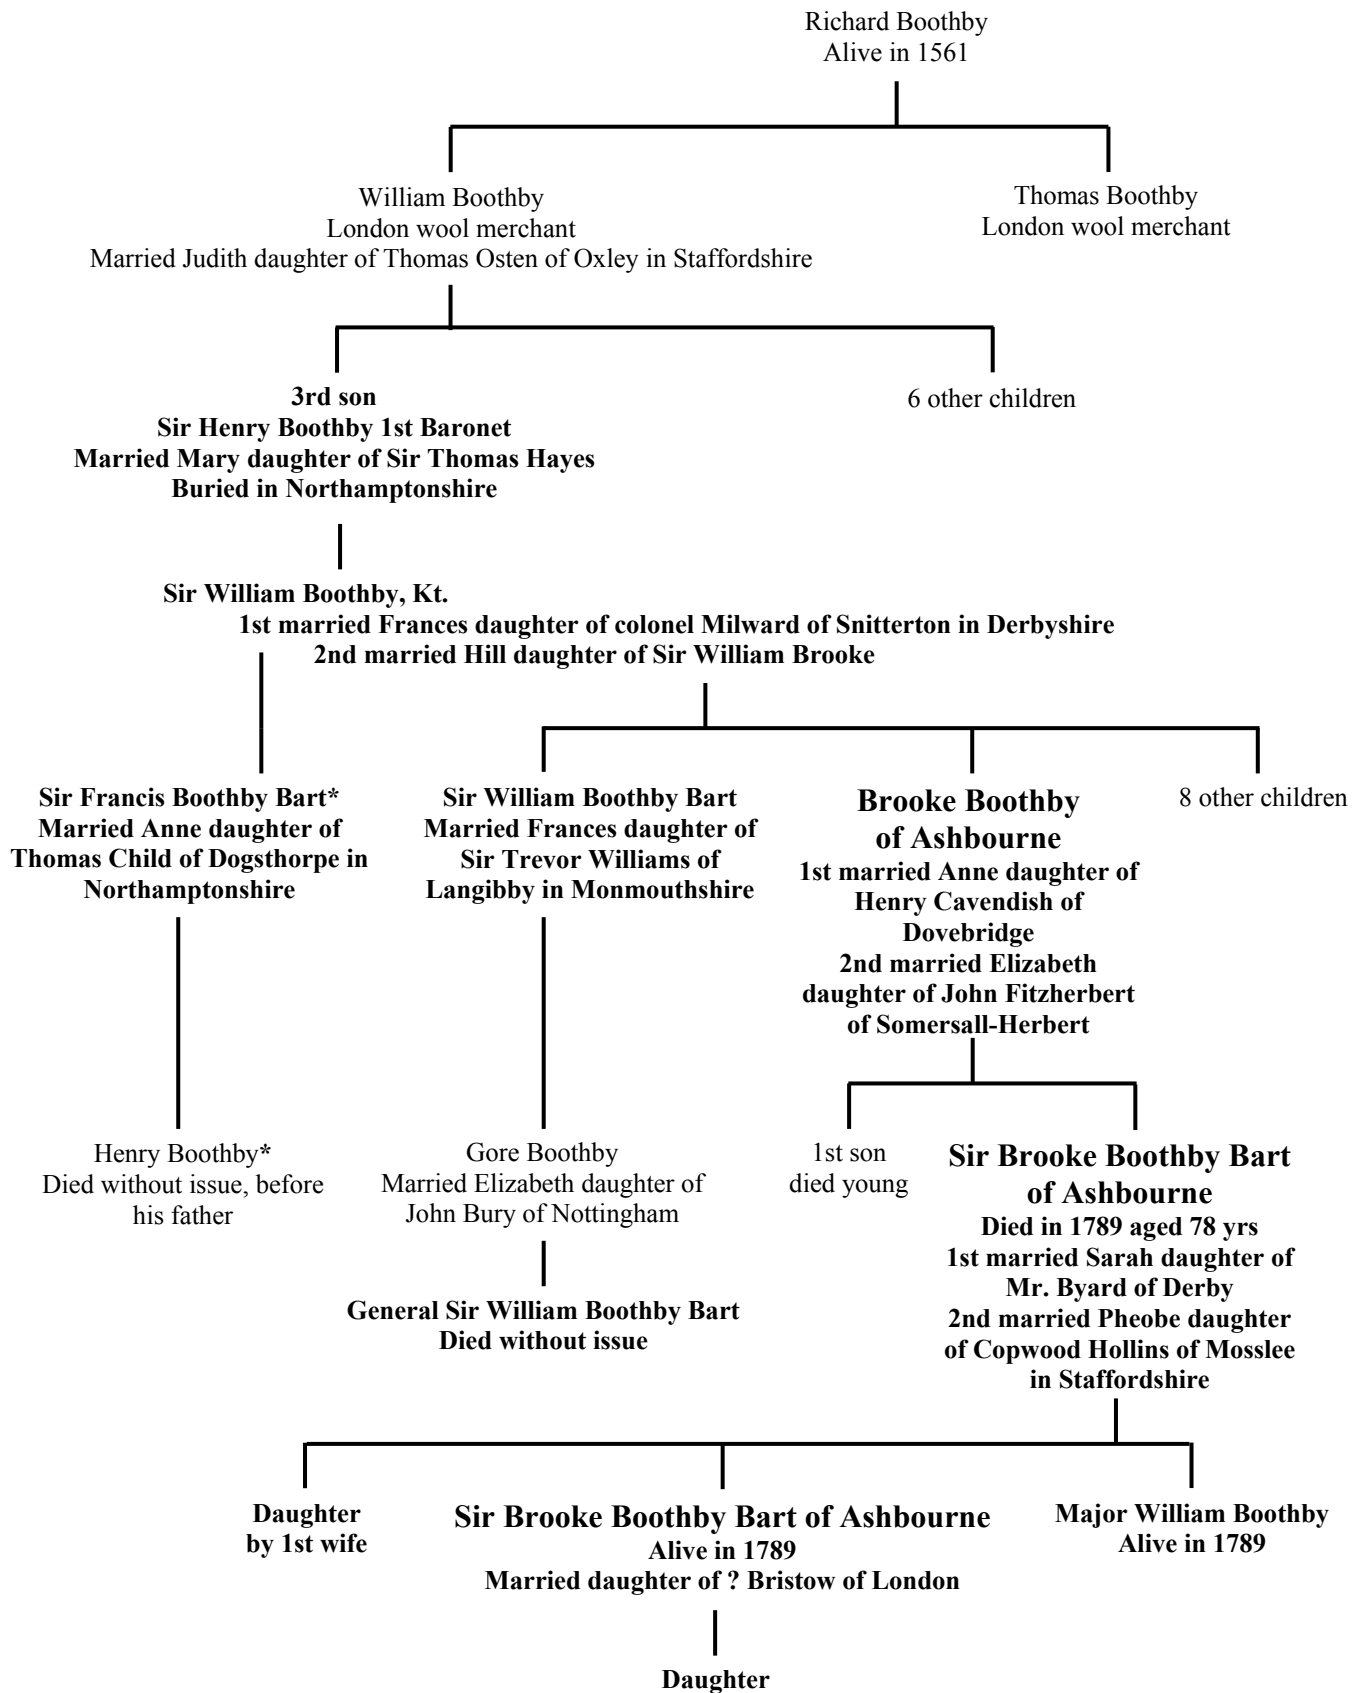 Richard Boothby
Alive in 1561
William Boothby
London wool merchant
Married Judith daughter of Thomas Osten of Oxley in Staffordshire
Thomas Boothby
London wool merchant
3rd son
Sir Henry Boothby 1st Baronet
Married Mary daughter of Sir Thomas Hayes
Buried in Northamptonshire
6 other children
Sir William Boothby, Kt.
1st married Frances daughter of colonel Milward of Snitterton in Derbyshire
2nd married Hill daughter of Sir William Brooke
Sir Francis Boothby Bart*
Married Anne daughter of
Thomas Child of Dogsthorpe in
Northamptonshire
Sir William Boothby Bart
Married Frances daughter of
Sir Trevor Williams of
Langibby in Monmouthshire
Brooke Boothby
of Ashbourne
1st married Anne daughter of
Henry Cavendish of
Dovebridge
2nd married Elizabeth
daughter of John Fitzherbert
of Somersall-Herbert
8 other children
Henry Boothby*
Died without issue, before
his father
Gore Boothby
Married Elizabeth daughter of
John Bury of Nottingham
1st son
died young
Sir Brooke Boothby Bart
of Ashbourne
Died in 1789 aged 78 yrs
1st married Sarah daughter of
Mr. Byard of Derby
2nd married Pheobe daughter
of Copwood Hollins of Mosslee
in Staffordshire
General Sir William Boothby Bart
Died without issue
Daughter
by 1st wife
Sir Brooke Boothby Bart of Ashbourne
Alive in 1789
Married daughter of ? Bristow of London
Major William Boothby
Alive in 1789
Daughter